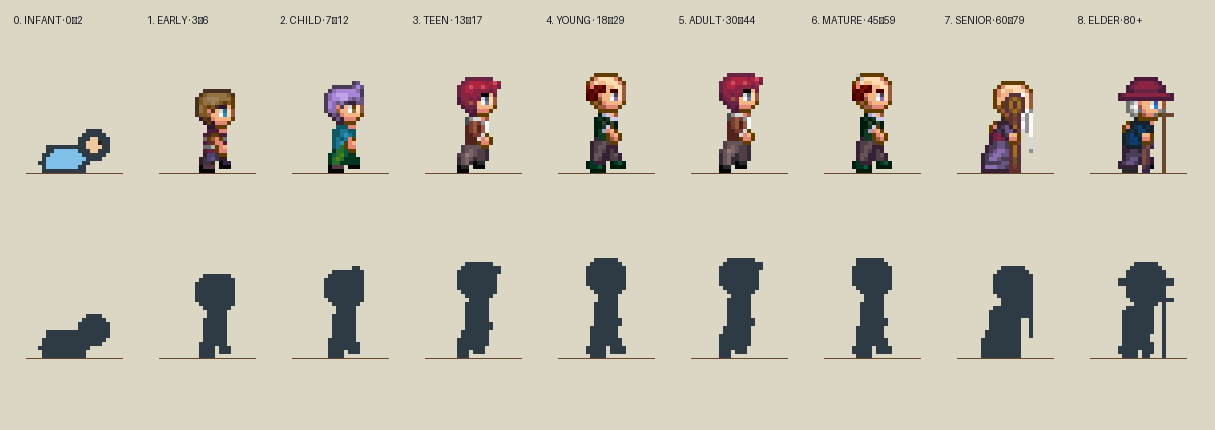 0. INFANT·0▯2
1. EARLY·3▯6
2. CHILD·7▯12
3. TEEN·13▯17
4. YOUNG·18▯29
5. ADULT·30▯44
6. MATURE·45▯59
7. SENIOR·60▯79
8. ELDER·80+